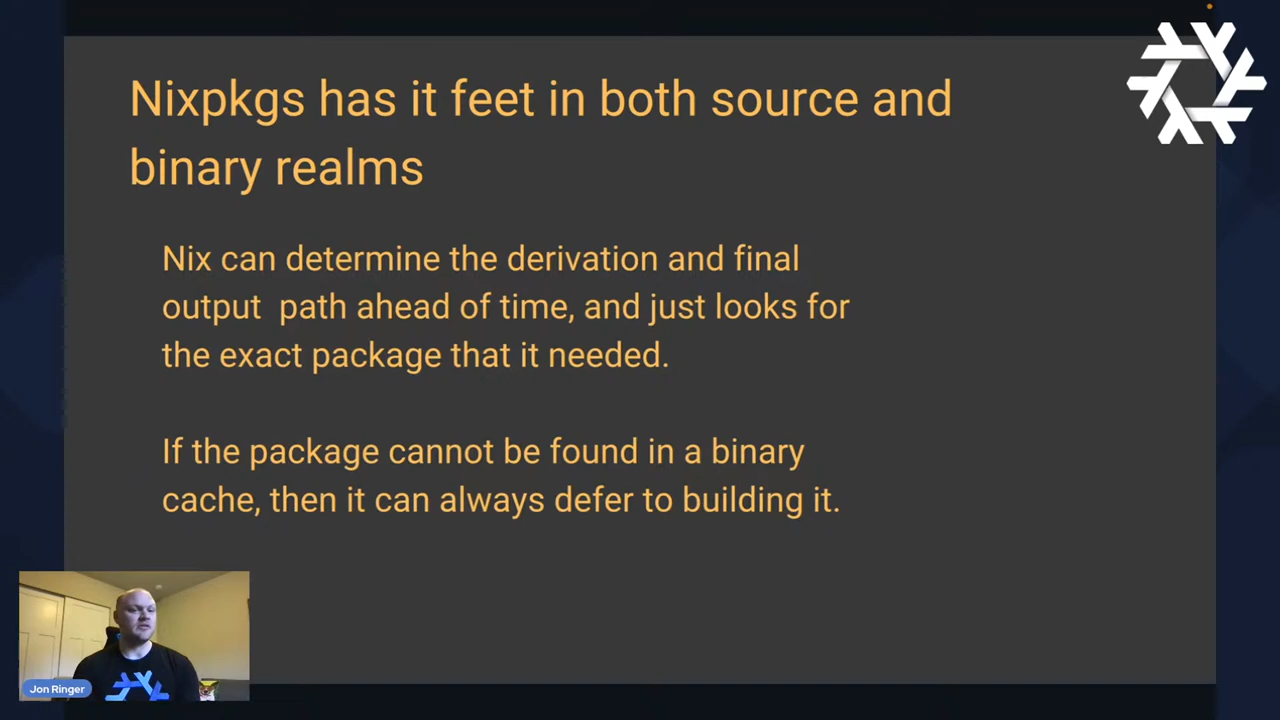 Nixpkgs has it feet in both source and
binary realms
Nix can determine the derivation and final
output  path ahead of time, and just looks for
the exact package that it needed.
If the package cannot be found in a binary
cache, then it can always defer to building it.
Jon Ringer